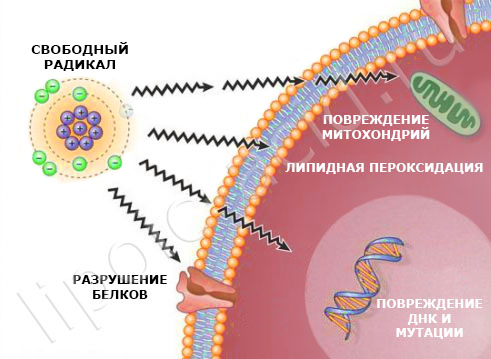 СВОБОДНЫЙ
РАДИКАЛ
ПОВРЕЖДЕНИЕ
МИТОХОНДРИЙ
ЛИПИДНАЯ ПЕРОКСИДАЦИЯ
РАЗРУШЕНИЕ
БЕЛКОВ
ПОВРЕЖДЕНИЕ
ДНК И
МУТАЦИИ